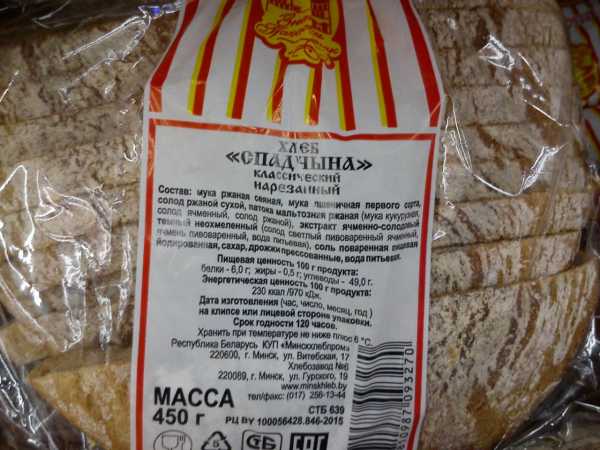 ХЛЕБ
«СПАДЧЫНА»
КЛАССИЧЕСКИЙ
НАРЕЗАННЫЙ
Состав: мука ржаная сеяная, мука пшеничная первого сорта,
солод ржаной сухой, патока мальтозная ржаная (мука кукурузная,
солод ячменный, солод ржаной), экстракт ячменно-солодовый
темный неохмеленный (солод светлый пивоваренный ячменный,
ячмень пивоваренный, вода питьевая), соль поваренная пищевая
йодированная, сахар, дрожжи прессованные, вода питьевая.
Пищевая ценность 100 г продукта:
белки - 6,0 г; жиры - 0,5 г; углеводы - 49,0 г.
Энергетическая ценность 100 г продукта:
230 ккал /970 кДж.
Дата изготовления (час, число, месяц, год )
на клипсе или лицевой стороне упаковки.
Срок годности 120 часов.
Хранить при температуре не ниже плюс 6 °С.
Республика Беларусь КУП «Минскхлебпром»
220600, г. Минск, ул. Витебская, 17
Хлебозавод №6
220089, г. Минск, ул. Гурского, 19
www.minskhleb.by
тел/факс: (017) 256-13-44
СТБ 639
РЦ BY 100056428.846-2015
МАССА
450 г
5
СТБ
ЕАС
10987-093270